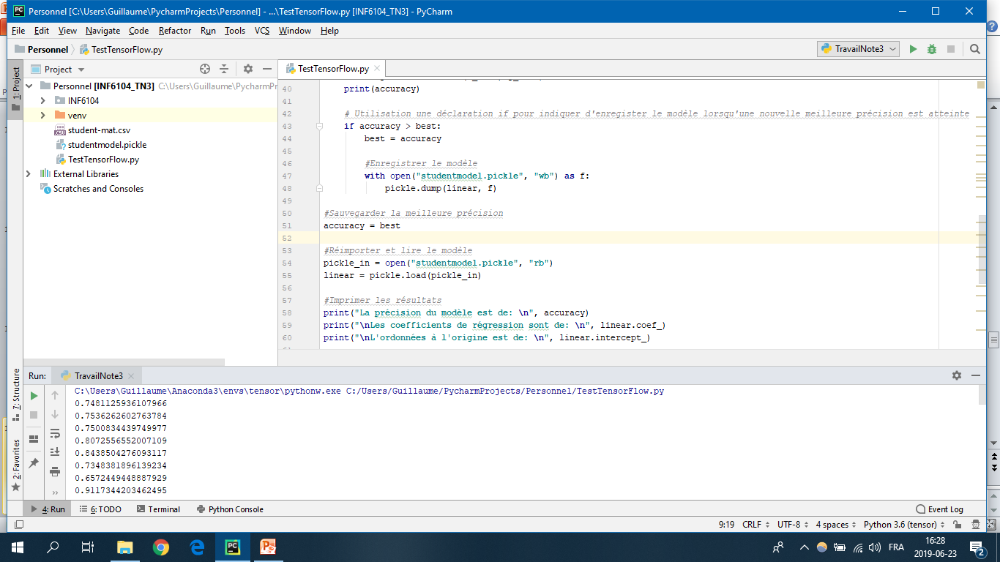 Personnel [C:\Users\Guillaume\PycharmProjects\Personnel] - ...\TestTensorFlow.py [INF6104_TN3] - PyCharm
File Edit View Navigate Code Refactor Run Tools VCS Window Help
Personnel TestTensorFlow.py TravailNote3
1: Project
Project
TestTensorFlow.py
Personnel [INF6104_TN3] C:\Users\Guillaume\PycharmPr
INF6104
venv
student-mat.csv
studentmodel.pickle
TestTensorFlow.py
External Libraries
Scratches and Consoles
40 print(accuracy)
41
42 # Utilisation une déclaration if pour indiquer d'enregister le modèle lorsqu'une nouvelle meilleure précision est atteinte
43 if accuracy > best:
44 best = accuracy
45
46 #Enregistrer le modèle
47 with open("studentmodel.pickle", "wb") as f:
48 pickle.dump(linear, f)
49
50 #Sauvegarder la meilleure précision
51 accuracy = best
52
53 #Réimporter et lire le modèle
54 pickle_in = open("studentmodel.pickle", "rb")
55 linear = pickle.load(pickle_in)
56
57 #Imprimer les résultats
58 print("La précision du modèle est de: \n", accuracy)
59 print("\nLes coefficients de régression sont de: \n", linear.coef_)
60 print("\nL'ordonnées à l'origine est de: \n", linear.intercept_)
7: Structure
2: Favorites
Run: TravailNote3
C:\Users\Guillaume\Anaconda3\envs\tensor\pythonw.exe C:/Users/Guillaume/PycharmProjects/Personnel/TestTensorFlow.py
0.7481125936107966
0.7536262602763784
0.7500834439749977
0.8072556552007109
0.8438504276093117
0.7348381896139234
0.6572449448887929
0.9117344203462495
4: Run 6: TODO Terminal Python Console Event Log
9:19 CRLF UTF-8 4 spaces Python 3.6 (tensor)
FRA
16:28
2019-06-23
2